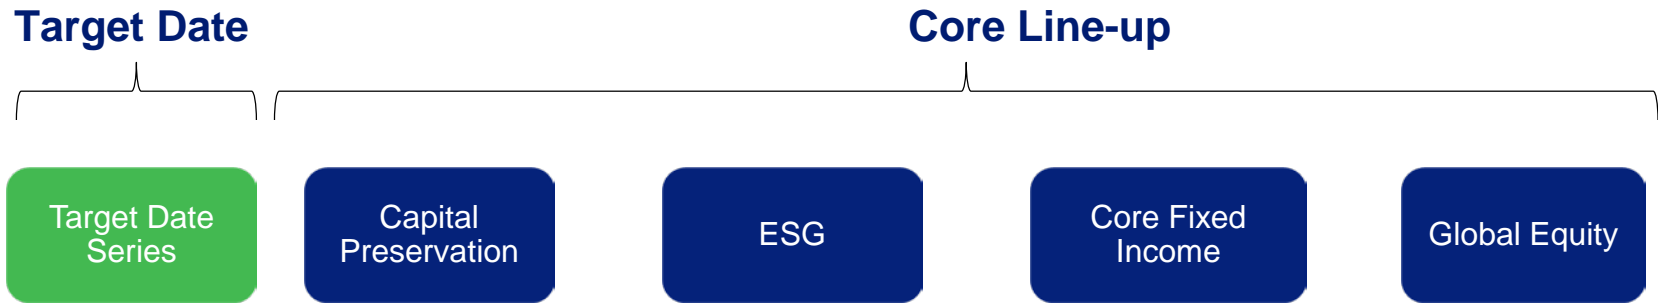 Target Date
Core Line-up
Target Date
Series
Capital
Preservation
ESG
Core Fixed
Income
Global Equity